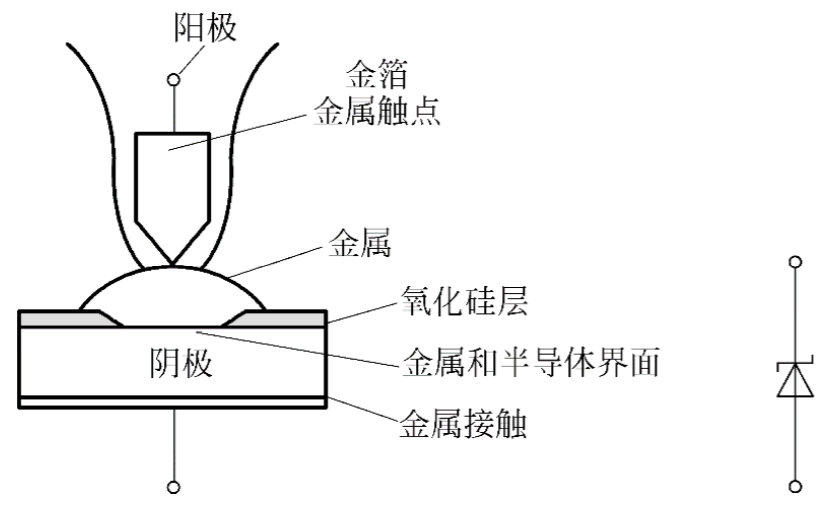 阳极
金箔
金属触点
金属
氧化硅层
阴极
金属和半导体界面
金属接触